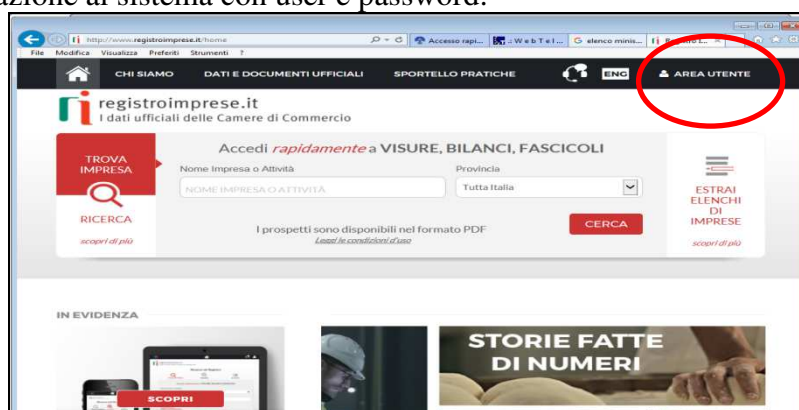 azione al sistema con user e password.
http://www.registroimprese.it/home
Accesso rapi...
.: W e b T e l ...
elenco minis...
File Modifica Visualizza Preferiti Strumenti ?
CHI SIAMO DATI E DOCUMENTI UFFICIALI SPORTELLO PRATICHE ENG AREA UTENTE
registroimprese.it
I dati ufficiali delle Camere di Commercio
TROVA
IMPRESA
RICERCA
scopri di più
Accedi rapidamente a VISURE, BILANCI, FASCICOLI
Nome Impresa o Attività Provincia
NOME IMPRESA O ATTIVITÀ Tutta Italia
I prospetti sono disponibili nel formato PDF CERCA
Leggi le condizioni d'uso
ESTRAI
ELENCHI
DI
IMPRESE
scopri di più
IN EVIDENZA
SCOPRI
STORIE FATTE
DI NUMERI